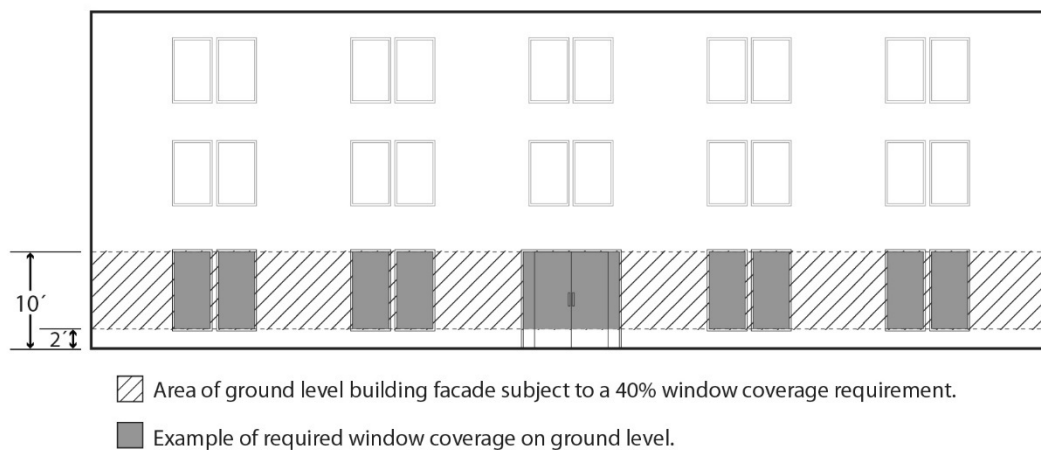 10´
2´
Area of ground level building facade subject to a 40% window coverage requirement.
Example of required window coverage on ground level.